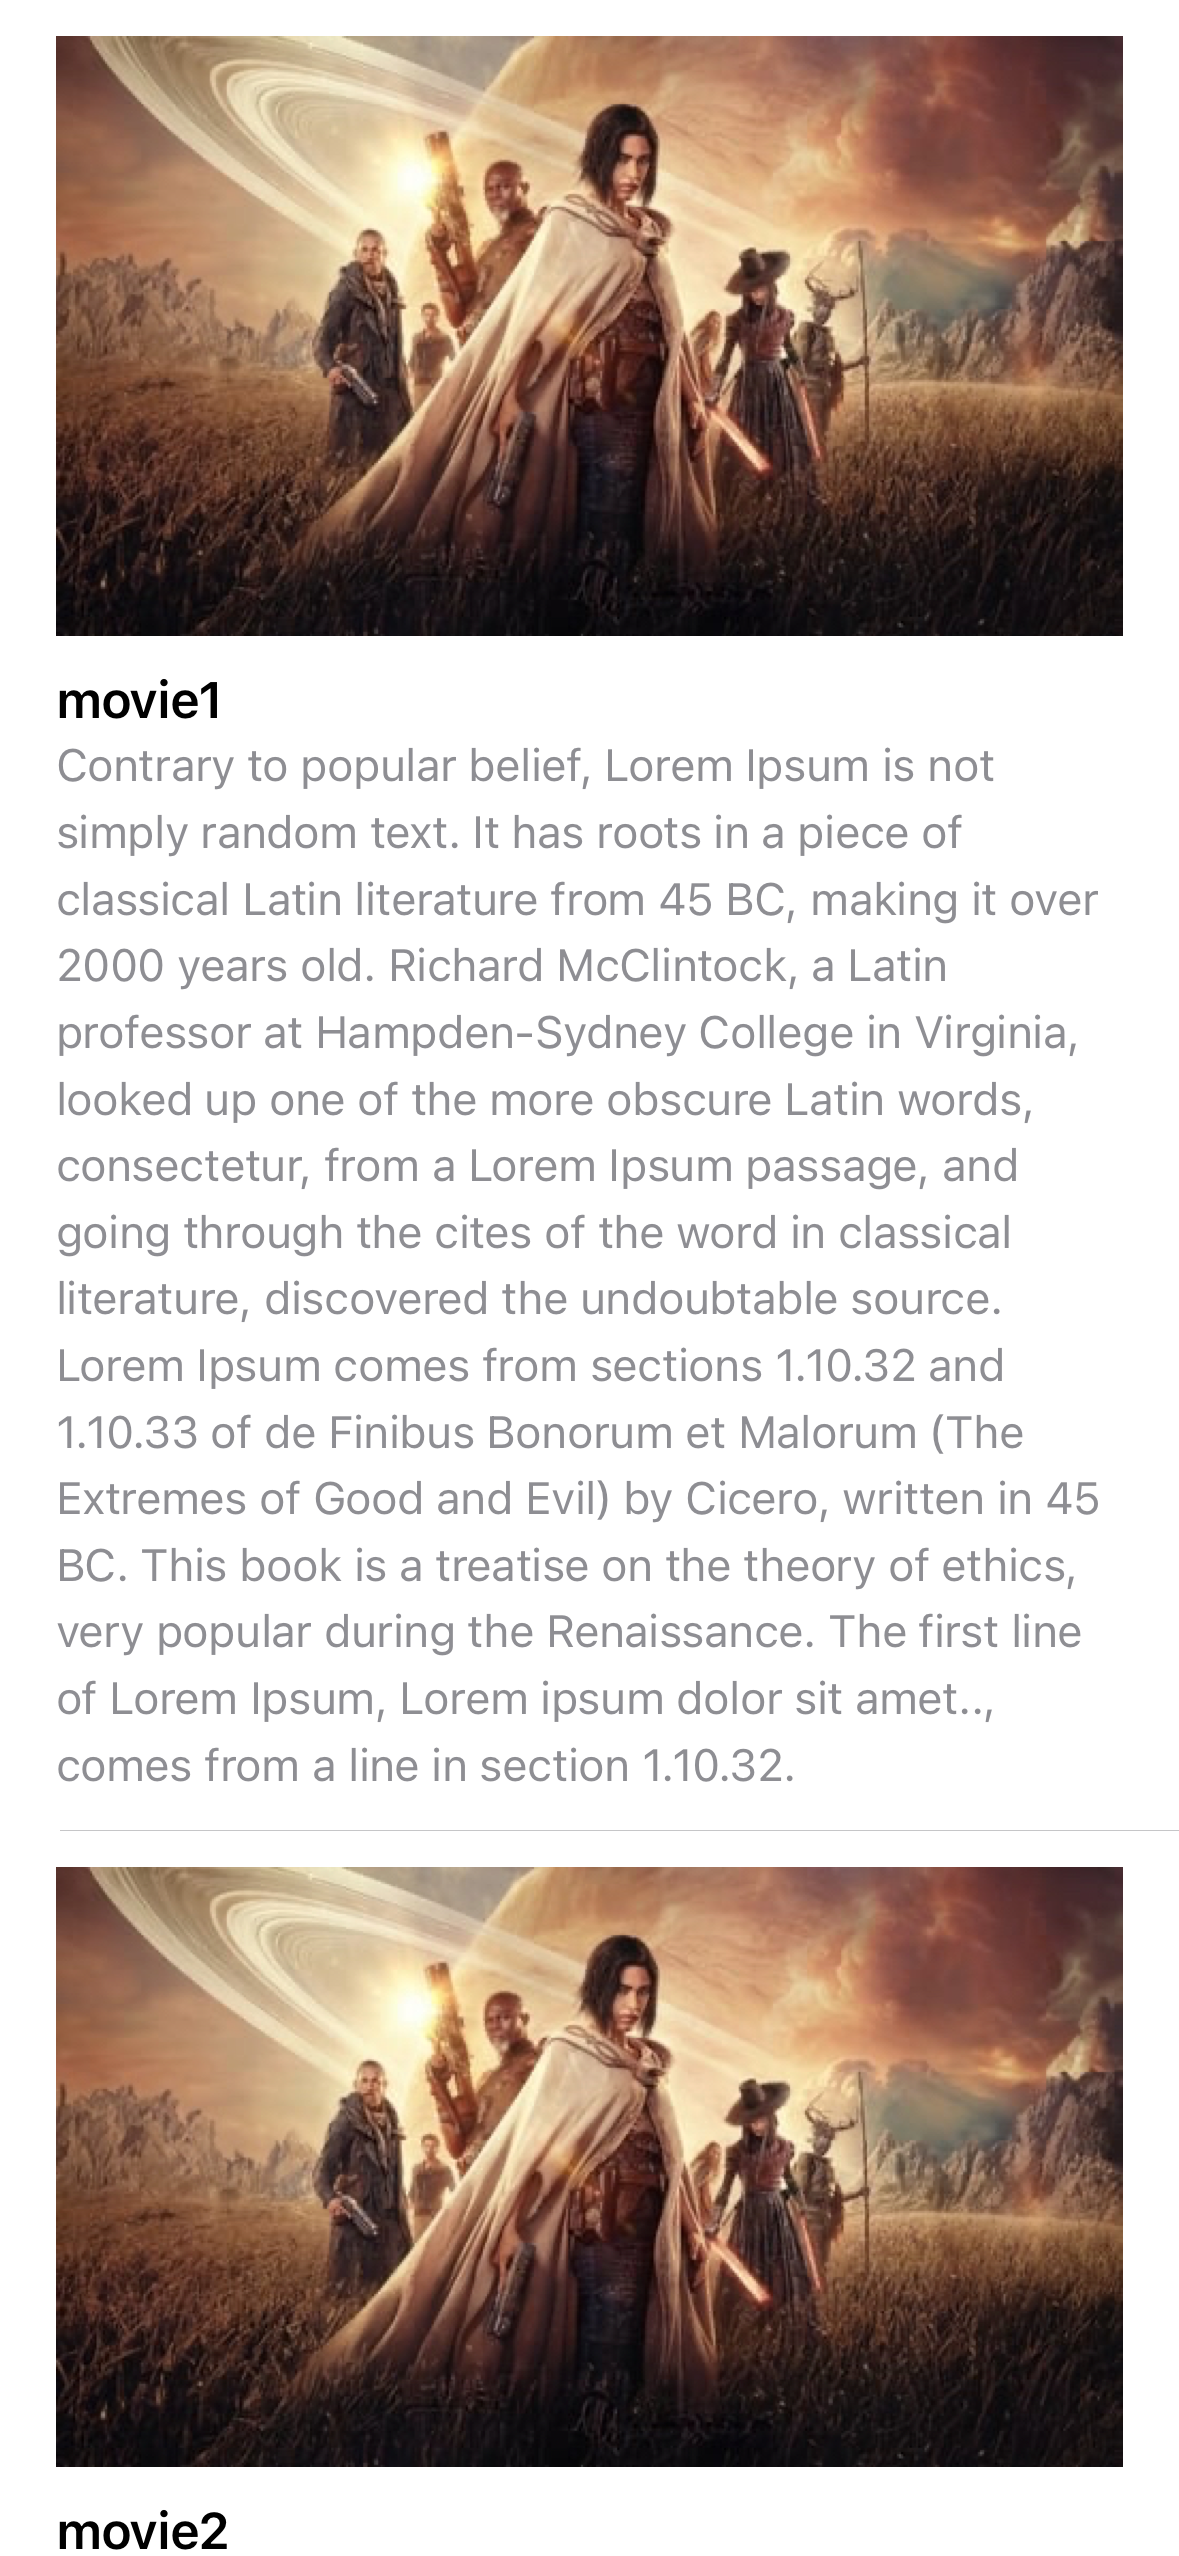 movie1
Contrary to popular belief, Lorem Ipsum is not
simply random text. It has roots in a piece of
classical Latin literature from 45 BC, making it over
2000 years old. Richard McClintock, a Latin
professor at Hampden-Sydney College in Virginia,
looked up one of the more obscure Latin words,
consectetur, from a Lorem Ipsum passage, and
going through the cites of the word in classical
literature, discovered the undoubtable source.
Lorem Ipsum comes from sections 1.10.32 and
1.10.33 of de Finibus Bonorum et Malorum (The
Extremes of Good and Evil) by Cicero, written in 45
BC. This book is a treatise on the theory of ethics,
very popular during the Renaissance. The first line
of Lorem Ipsum, Lorem ipsum dolor sit amet..,
comes from a line in section 1.10.32.
movie2